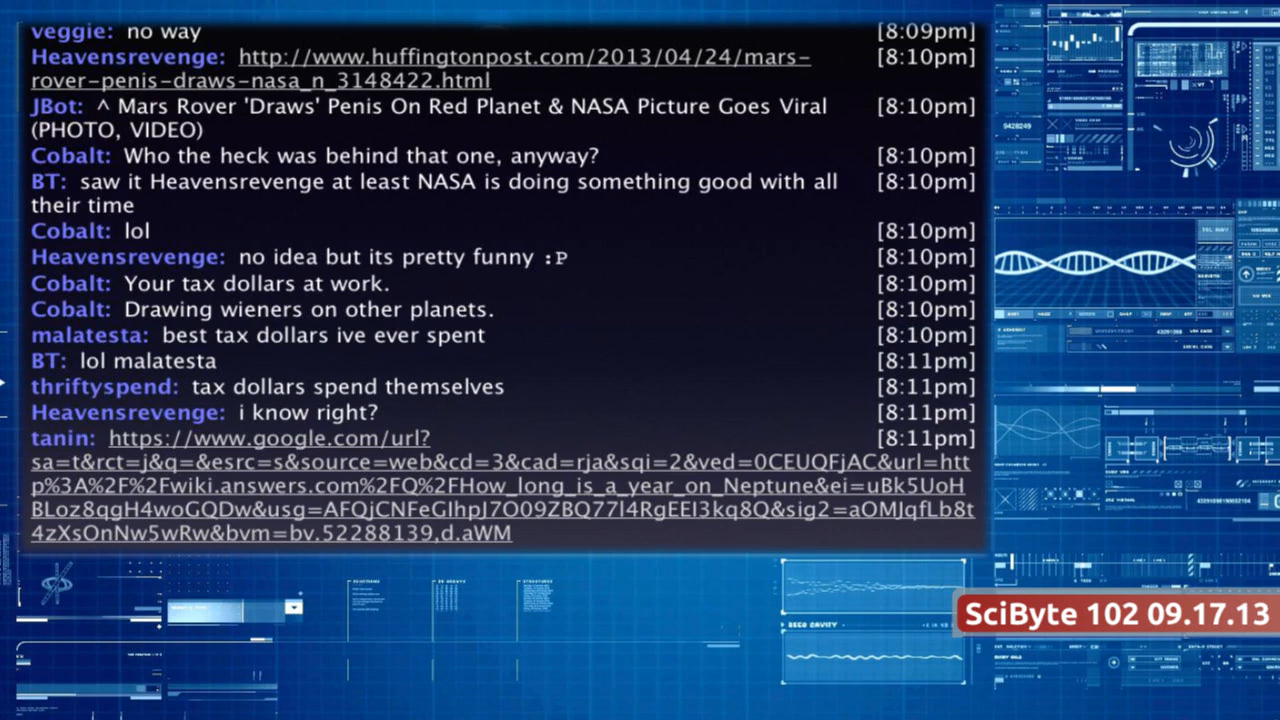 veggie: no way [8:09pm]
Heavensrevenge: http://www.huffingtonpost.com/2013/04/24/mars- [8:10pm]
rover-penis-draws-nasa_n_3148422.html
JBot: ^ Mars Rover 'Draws' Penis On Red Planet & NASA Picture Goes Viral [8:10pm]
(PHOTO, VIDEO)
Cobalt: Who the heck was behind that one, anyway? [8:10pm]
BT: saw it Heavensrevenge at least NASA is doing something good with all [8:10pm]
their time
Cobalt: lol [8:10pm]
Heavensrevenge: no idea but its pretty funny :P [8:10pm]
Cobalt: Your tax dollars at work. [8:10pm]
Cobalt: Drawing wieners on other planets. [8:10pm]
malatesta: best tax dollars ive ever spent [8:10pm]
BT: lol malatesta [8:11pm]
thriftyspend: tax dollars spend themselves [8:11pm]
Heavensrevenge: i know right? [8:11pm]
tanin: https://www.google.com/url? [8:11pm]
sa=t&rct=j&q=&esrc=s&source=web&cd=3&cad=rja&sqi=2&ved=0CEUQFjAC&url=htt
p%3A%2F%2Fwiki.answers.com%2FQ%2FHow_long_is_a_year_on_Neptune&ei=uBk5UoH
4zXsOnNw5wRw&bvm=bv.52288139,d.aWM
SciByte 102 09.17.13
9428249
BECO CAVITY